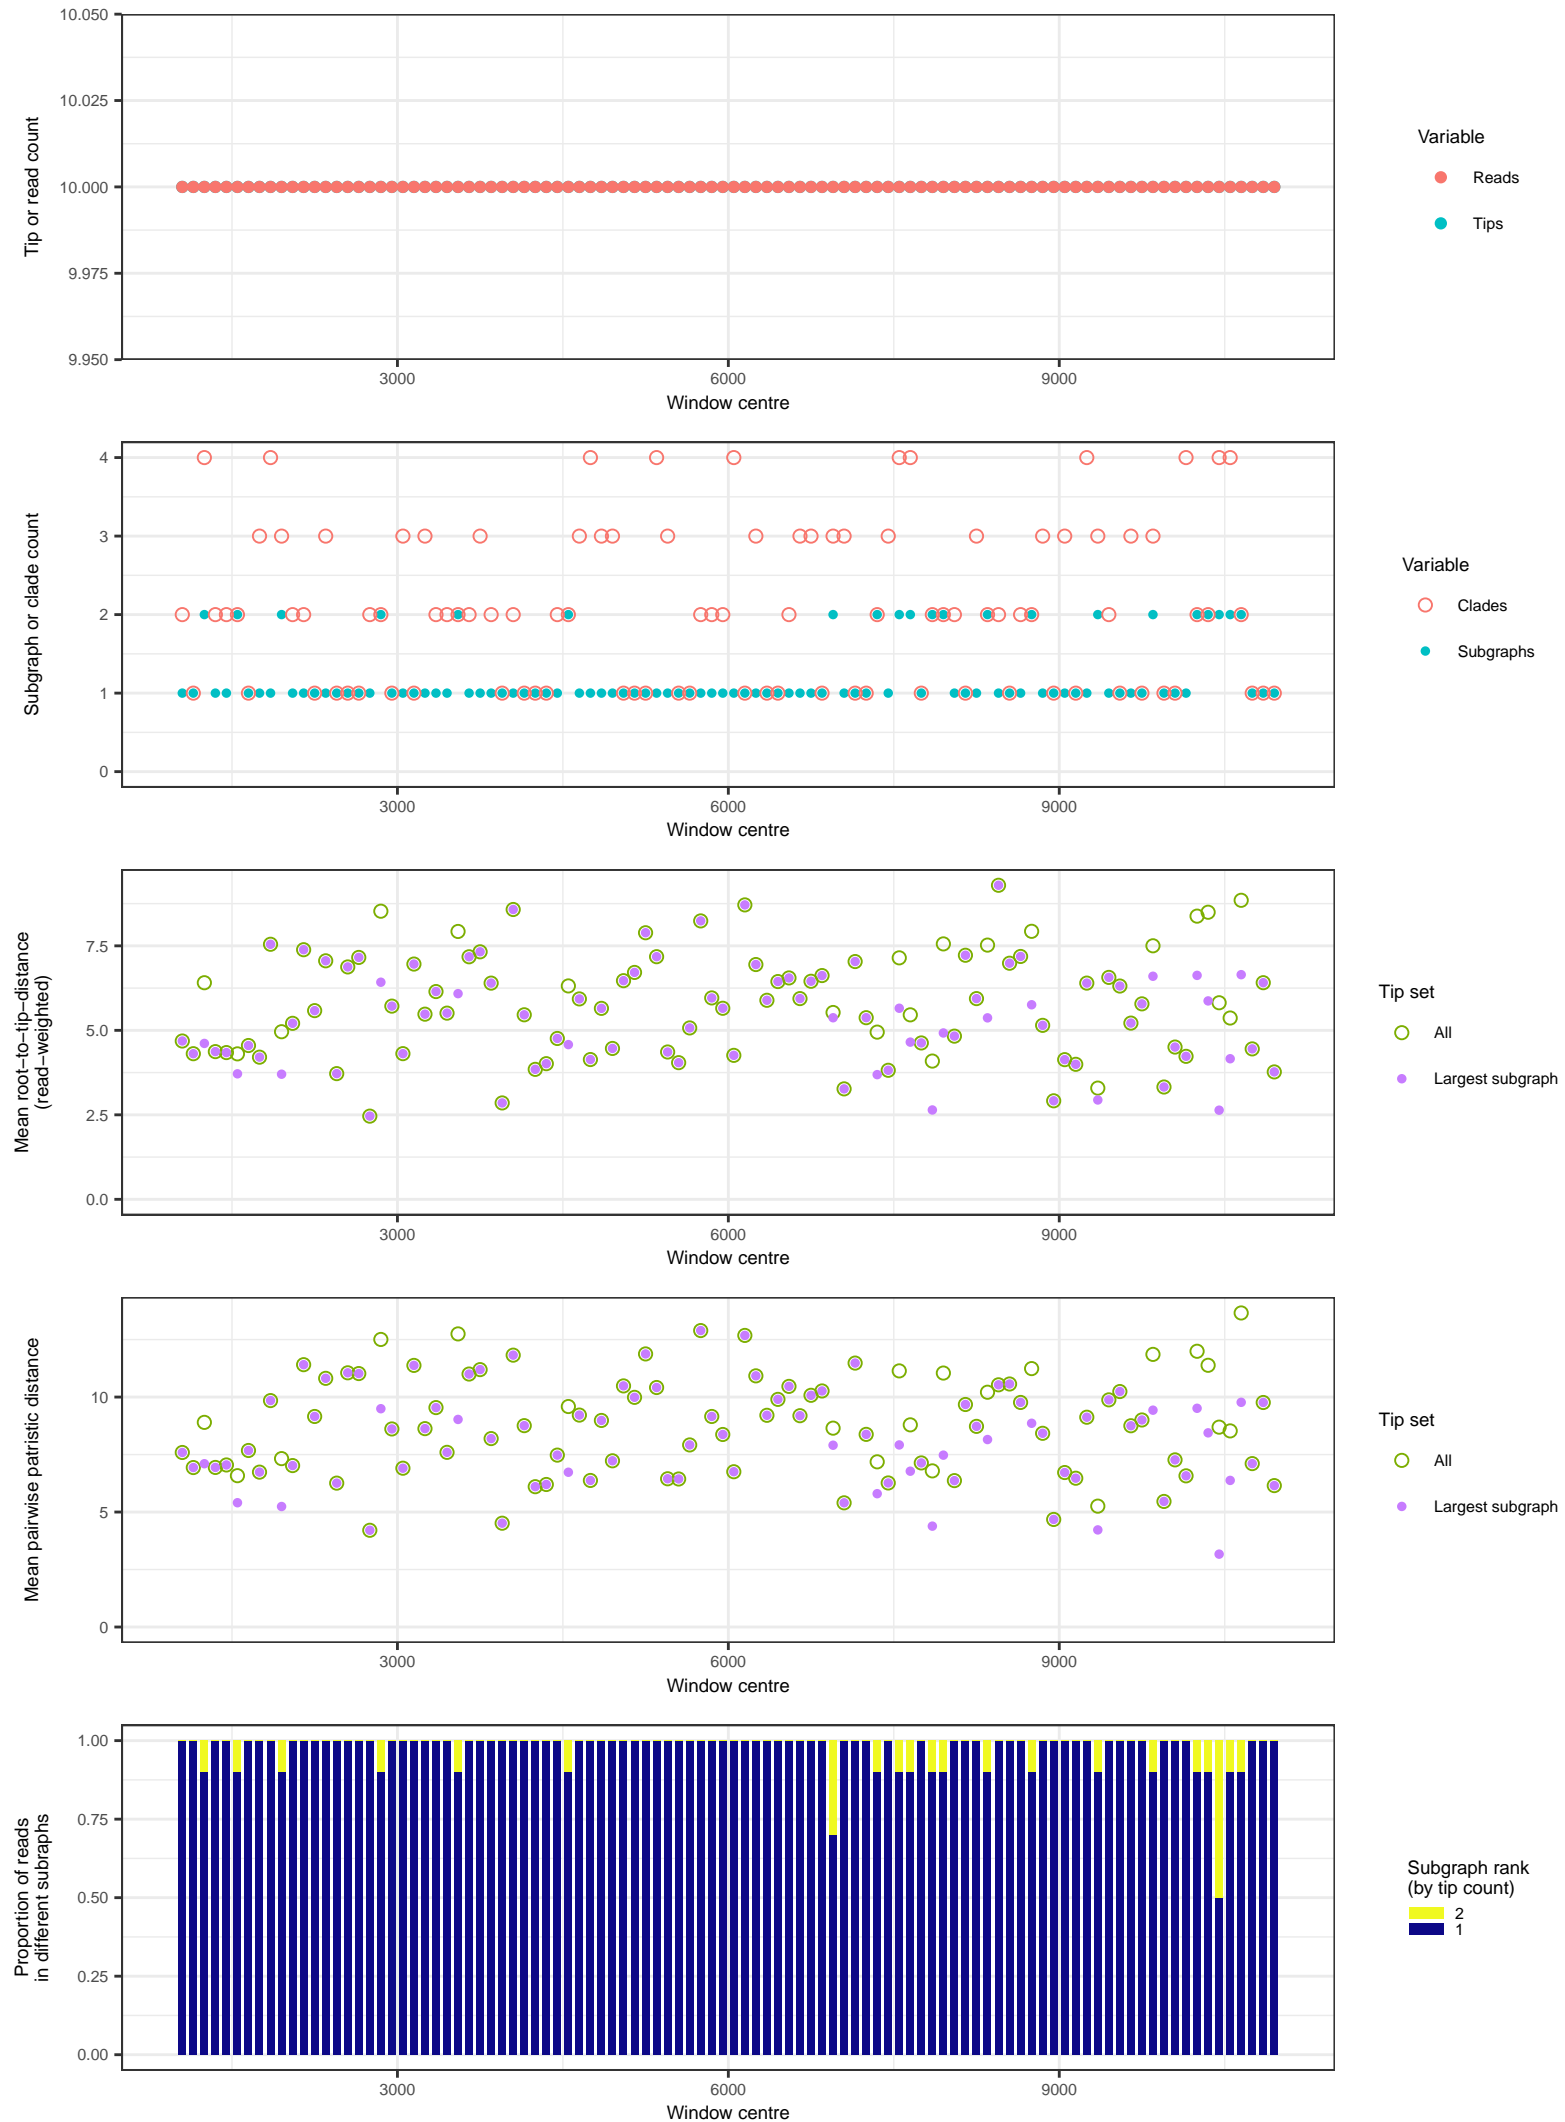 10.050
10.025
10.000
9.975
9.950
Tip or read count
3000 6000 9000
Window centre
Variable
Reads
Tips
4
3
2
1
0
Subgraph or clade count
3000 6000 9000
Window centre
Variable
Clades
Subgraphs
7.5
5.0
2.5
0.0
Mean root−to−tip−distance
(read−weighted)
3000 6000 9000
Window centre
Tip set
All
Largest subgraph
10
5
0
Mean pairwise patristic distance
3000 6000 9000
Window centre
Tip set
All
Largest subgraph
1.00
0.75
0.50
0.25
0.00
Proportion of reads
in different subraphs
3000 6000 9000
Window centre
Subgraph rank
(by tip count)
2
1